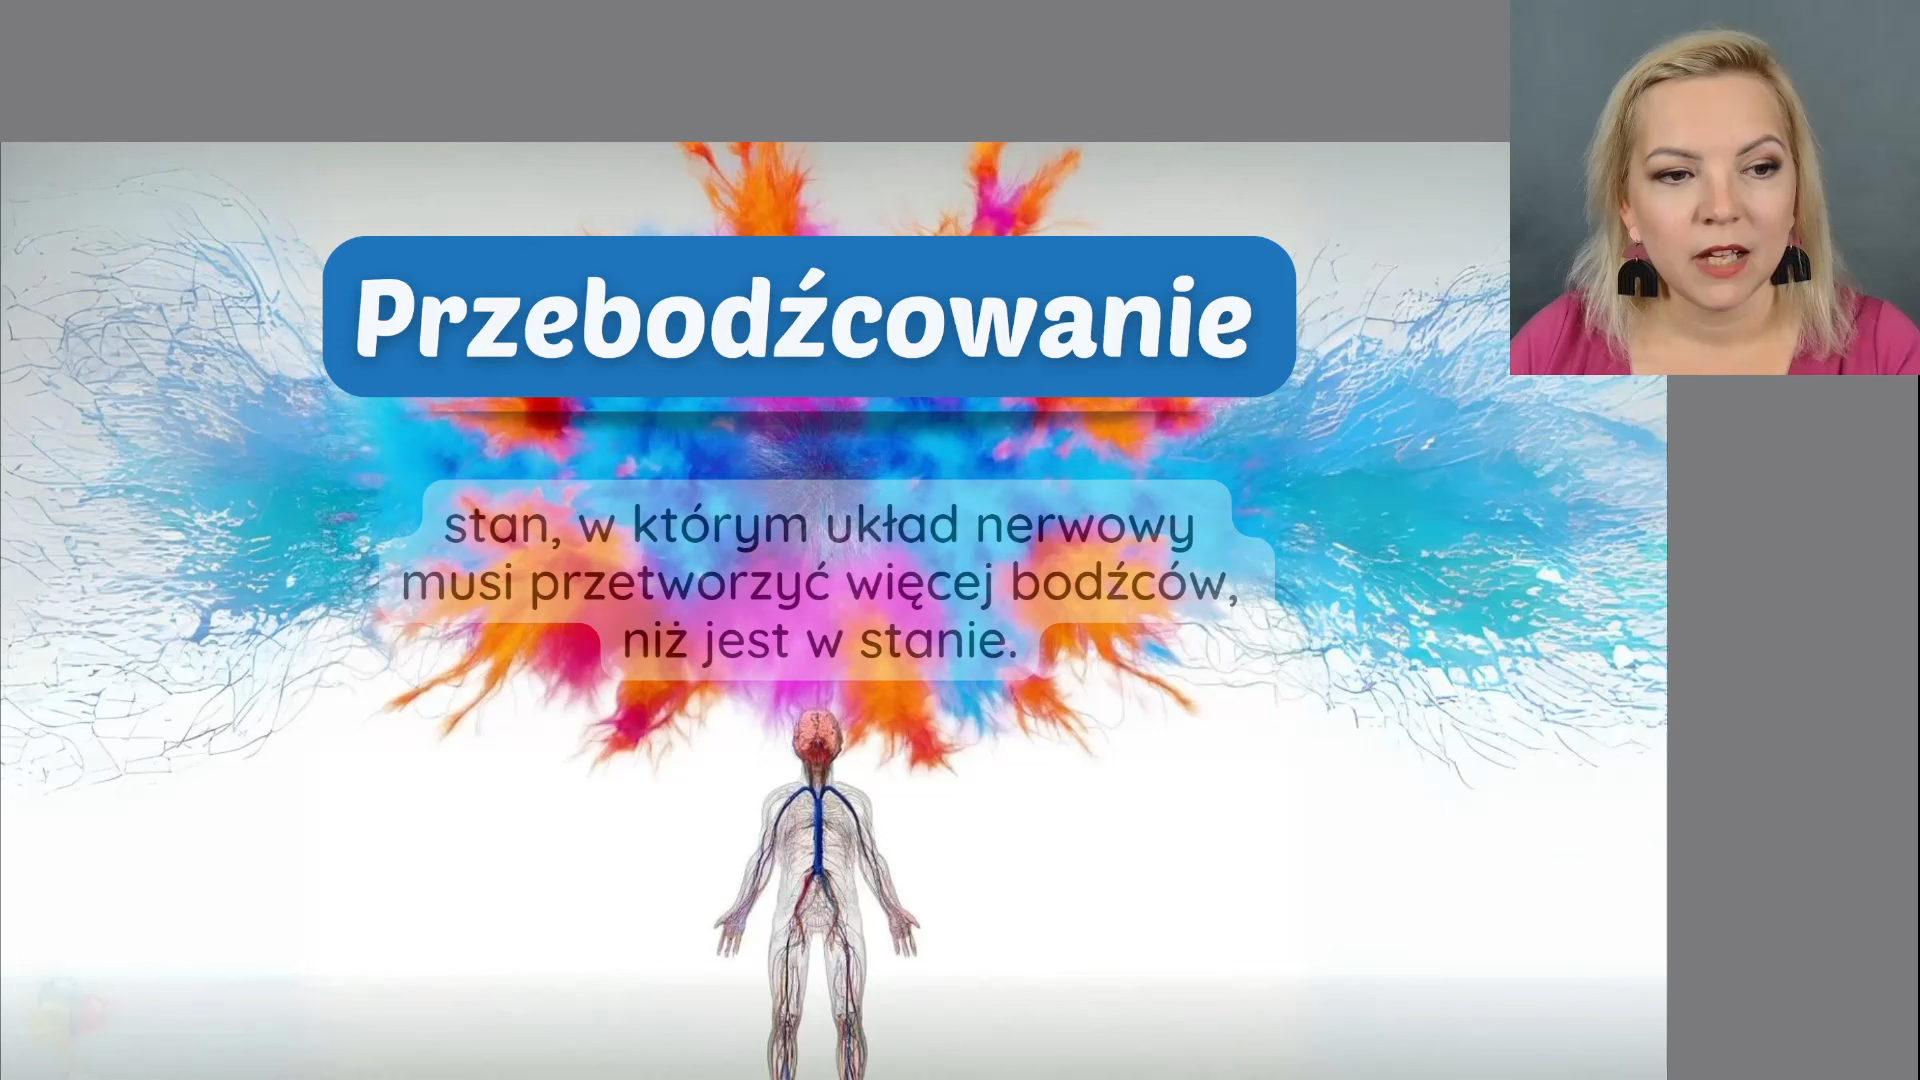 Przebodźcowanie
stan, w którym układ nerwowy
musi przetworzyć więcej bodźców,
niż jest w stanie.